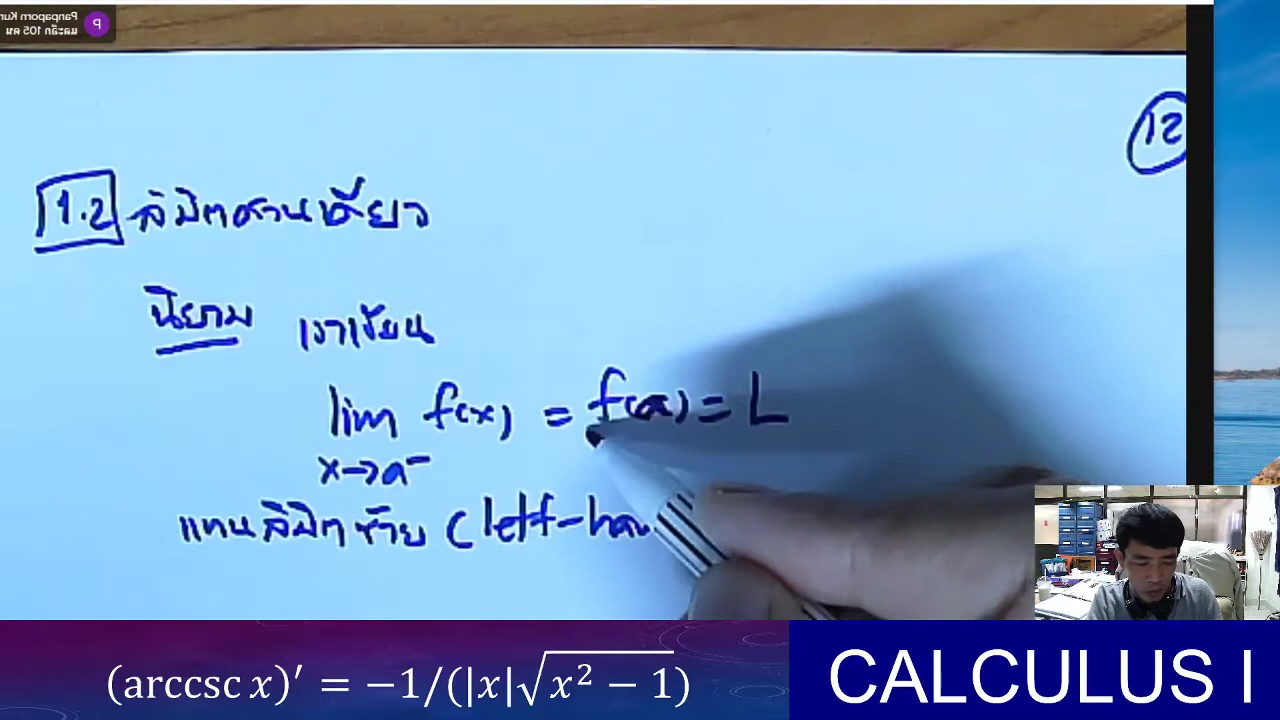 12
1.2 ลิมิตด้านเดียว
นิยาม เราเขียน
lim f(x) = f(a⁻) = L
x→a⁻
แทนลิมิตซ้าย (left-han
(arccsc x)′ = −1/(|x|√(x² − 1))
CALCULUS I